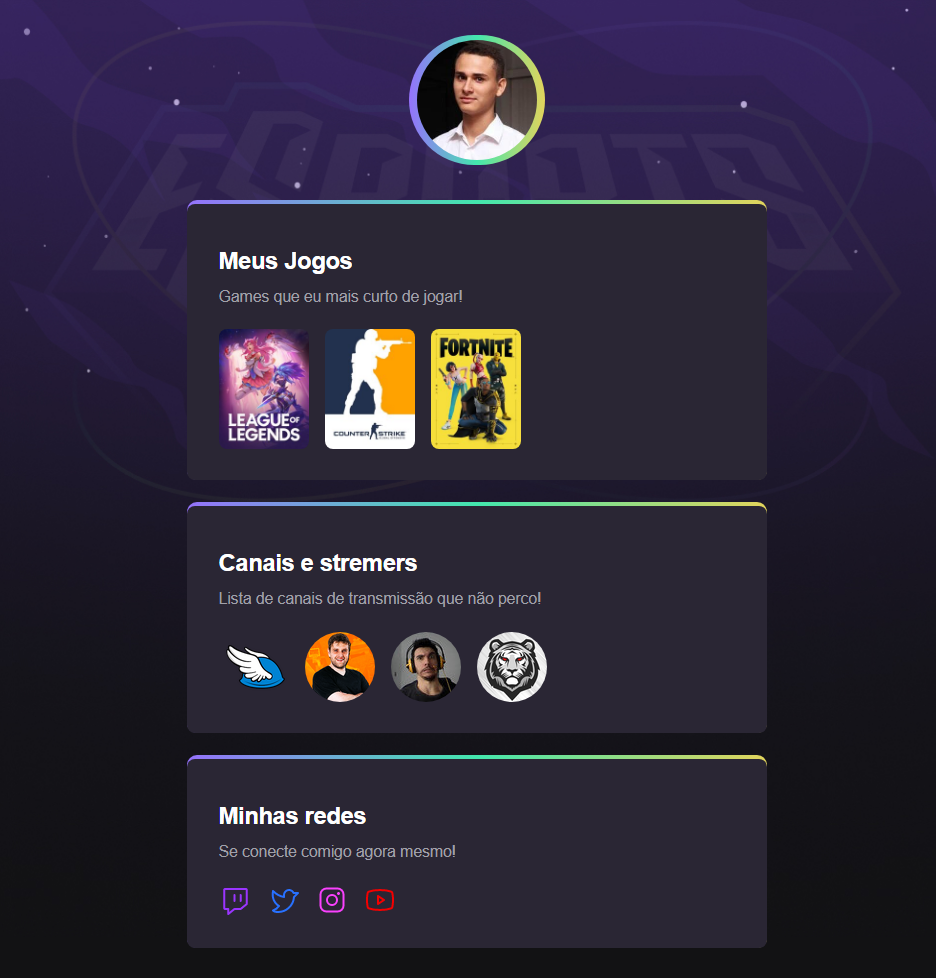 ESPORTS
Meus Jogos
Games que eu mais curto de jogar!
LEAGUE OF
LEGENDS
COUNTER STRIKE
FORTNITE
Canais e stremers
Lista de canais de transmissão que não perco!
Minhas redes
Se conecte comigo agora mesmo!